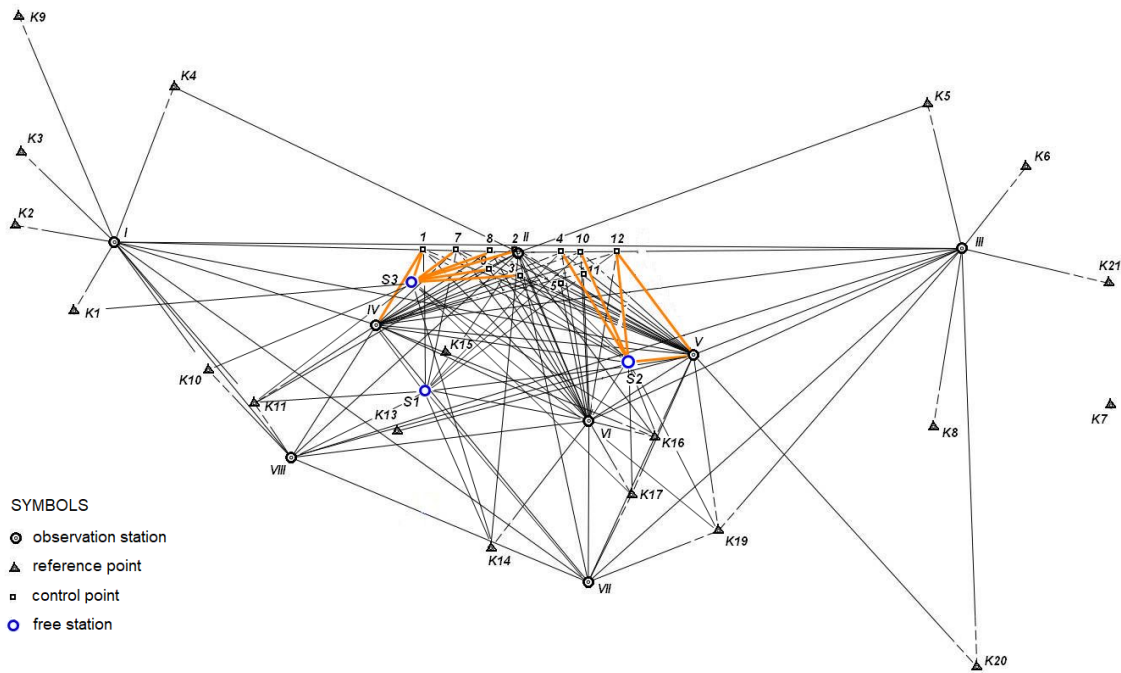 K9
K4
K5
K3
K6
K2
I
1
7
8
2
II
4
10
12
III
9
3
11
K21
S3
5
K1
IV
V
K15
K10
S2
K11
S1
K7
K13
VI
K16
K8
VIII
K17
SYMBOLS
observation station
K19
K14
reference point
VII
control point
free station
K20